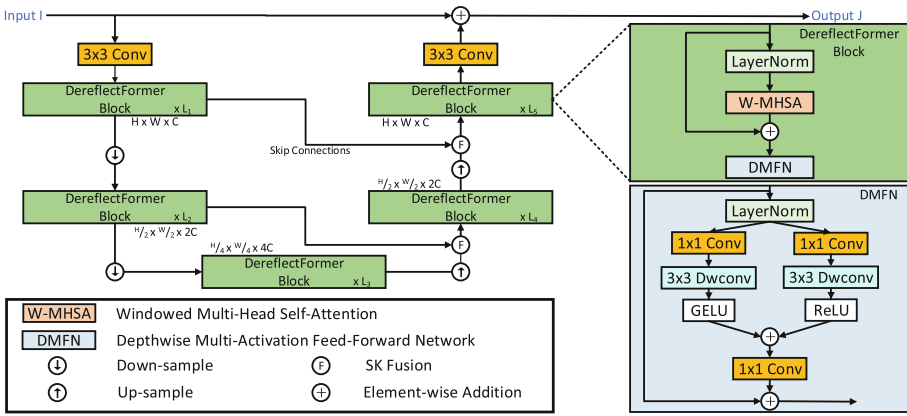 Input I
Output J
3x3 Conv
3x3 Conv
DereflectFormer
Block x L₁
H x W x C
DereflectFormer
Block x L₅
H x W x C
Skip Connections
F
DereflectFormer
Block x L₂
ᴴ/₂ x ᵂ/₂ x 2C
ᴴ/₂ x ᵂ/₂ x 2C
DereflectFormer
Block x L₄
F
ᴴ/₄ x ᵂ/₄ x 4C
DereflectFormer
Block x L₃
DereflectFormer
Block
LayerNorm
W-MHSA
DMFN
DMFN
LayerNorm
1x1 Conv 1x1 Conv
3x3 Dwconv 3x3 Dwconv
GELU ReLU
1x1 Conv
W-MHSA Windowed Multi-Head Self-Attention
DMFN Depthwise Multi-Activation Feed-Forward Network
Down-sample F SK Fusion
Up-sample Element-wise Addition